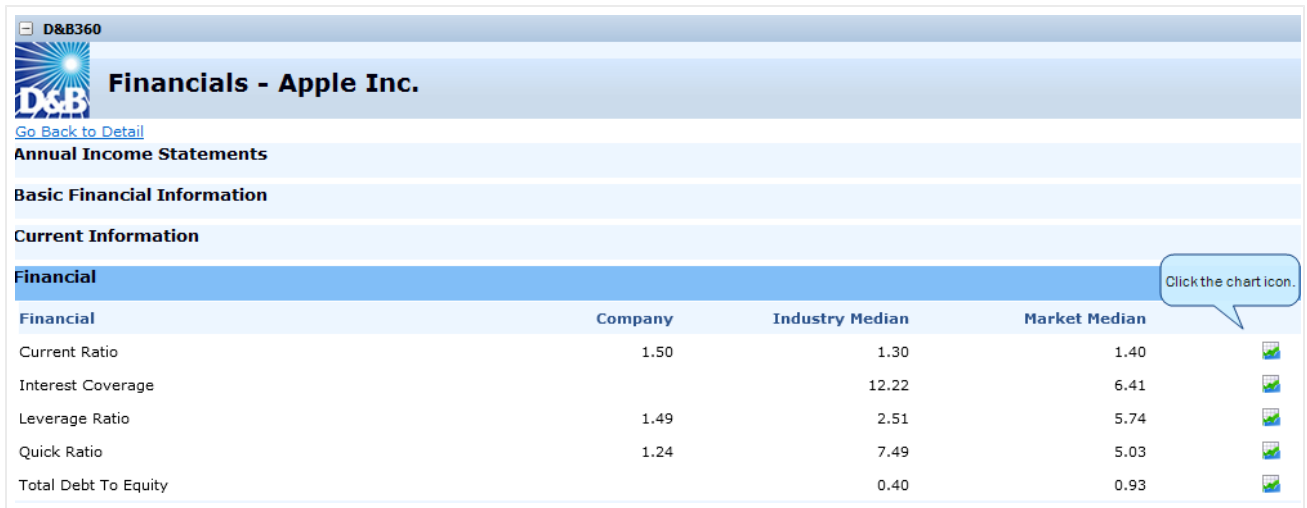 D&B360
D&B
Financials - Apple Inc.
Go Back to Detail
Annual Income Statements
Basic Financial Information
Current Information
Financial
Click the chart icon.
Financial Company Industry Median Market Median
Current Ratio 1.50 1.30 1.40
Interest Coverage 12.22 6.41
Leverage Ratio 1.49 2.51 5.74
Quick Ratio 1.24 7.49 5.03
Total Debt To Equity 0.40 0.93